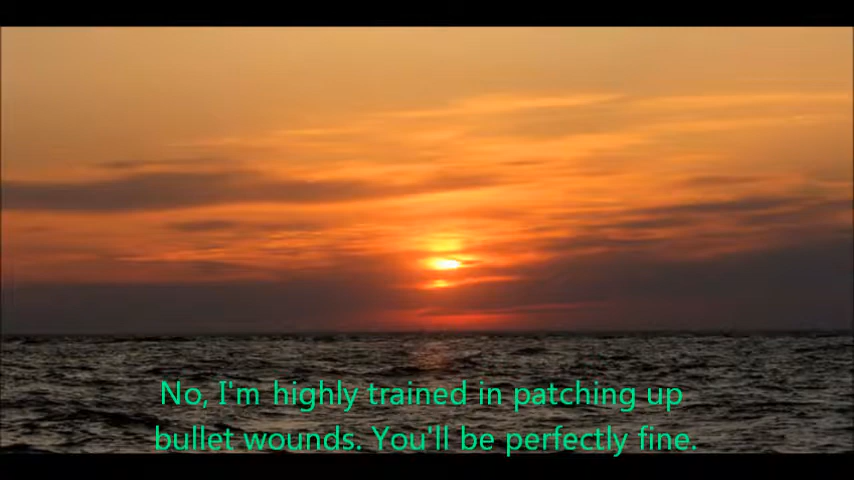 No, I'm highly trained in patching up
bullet wounds. You'll be perfectly fine.